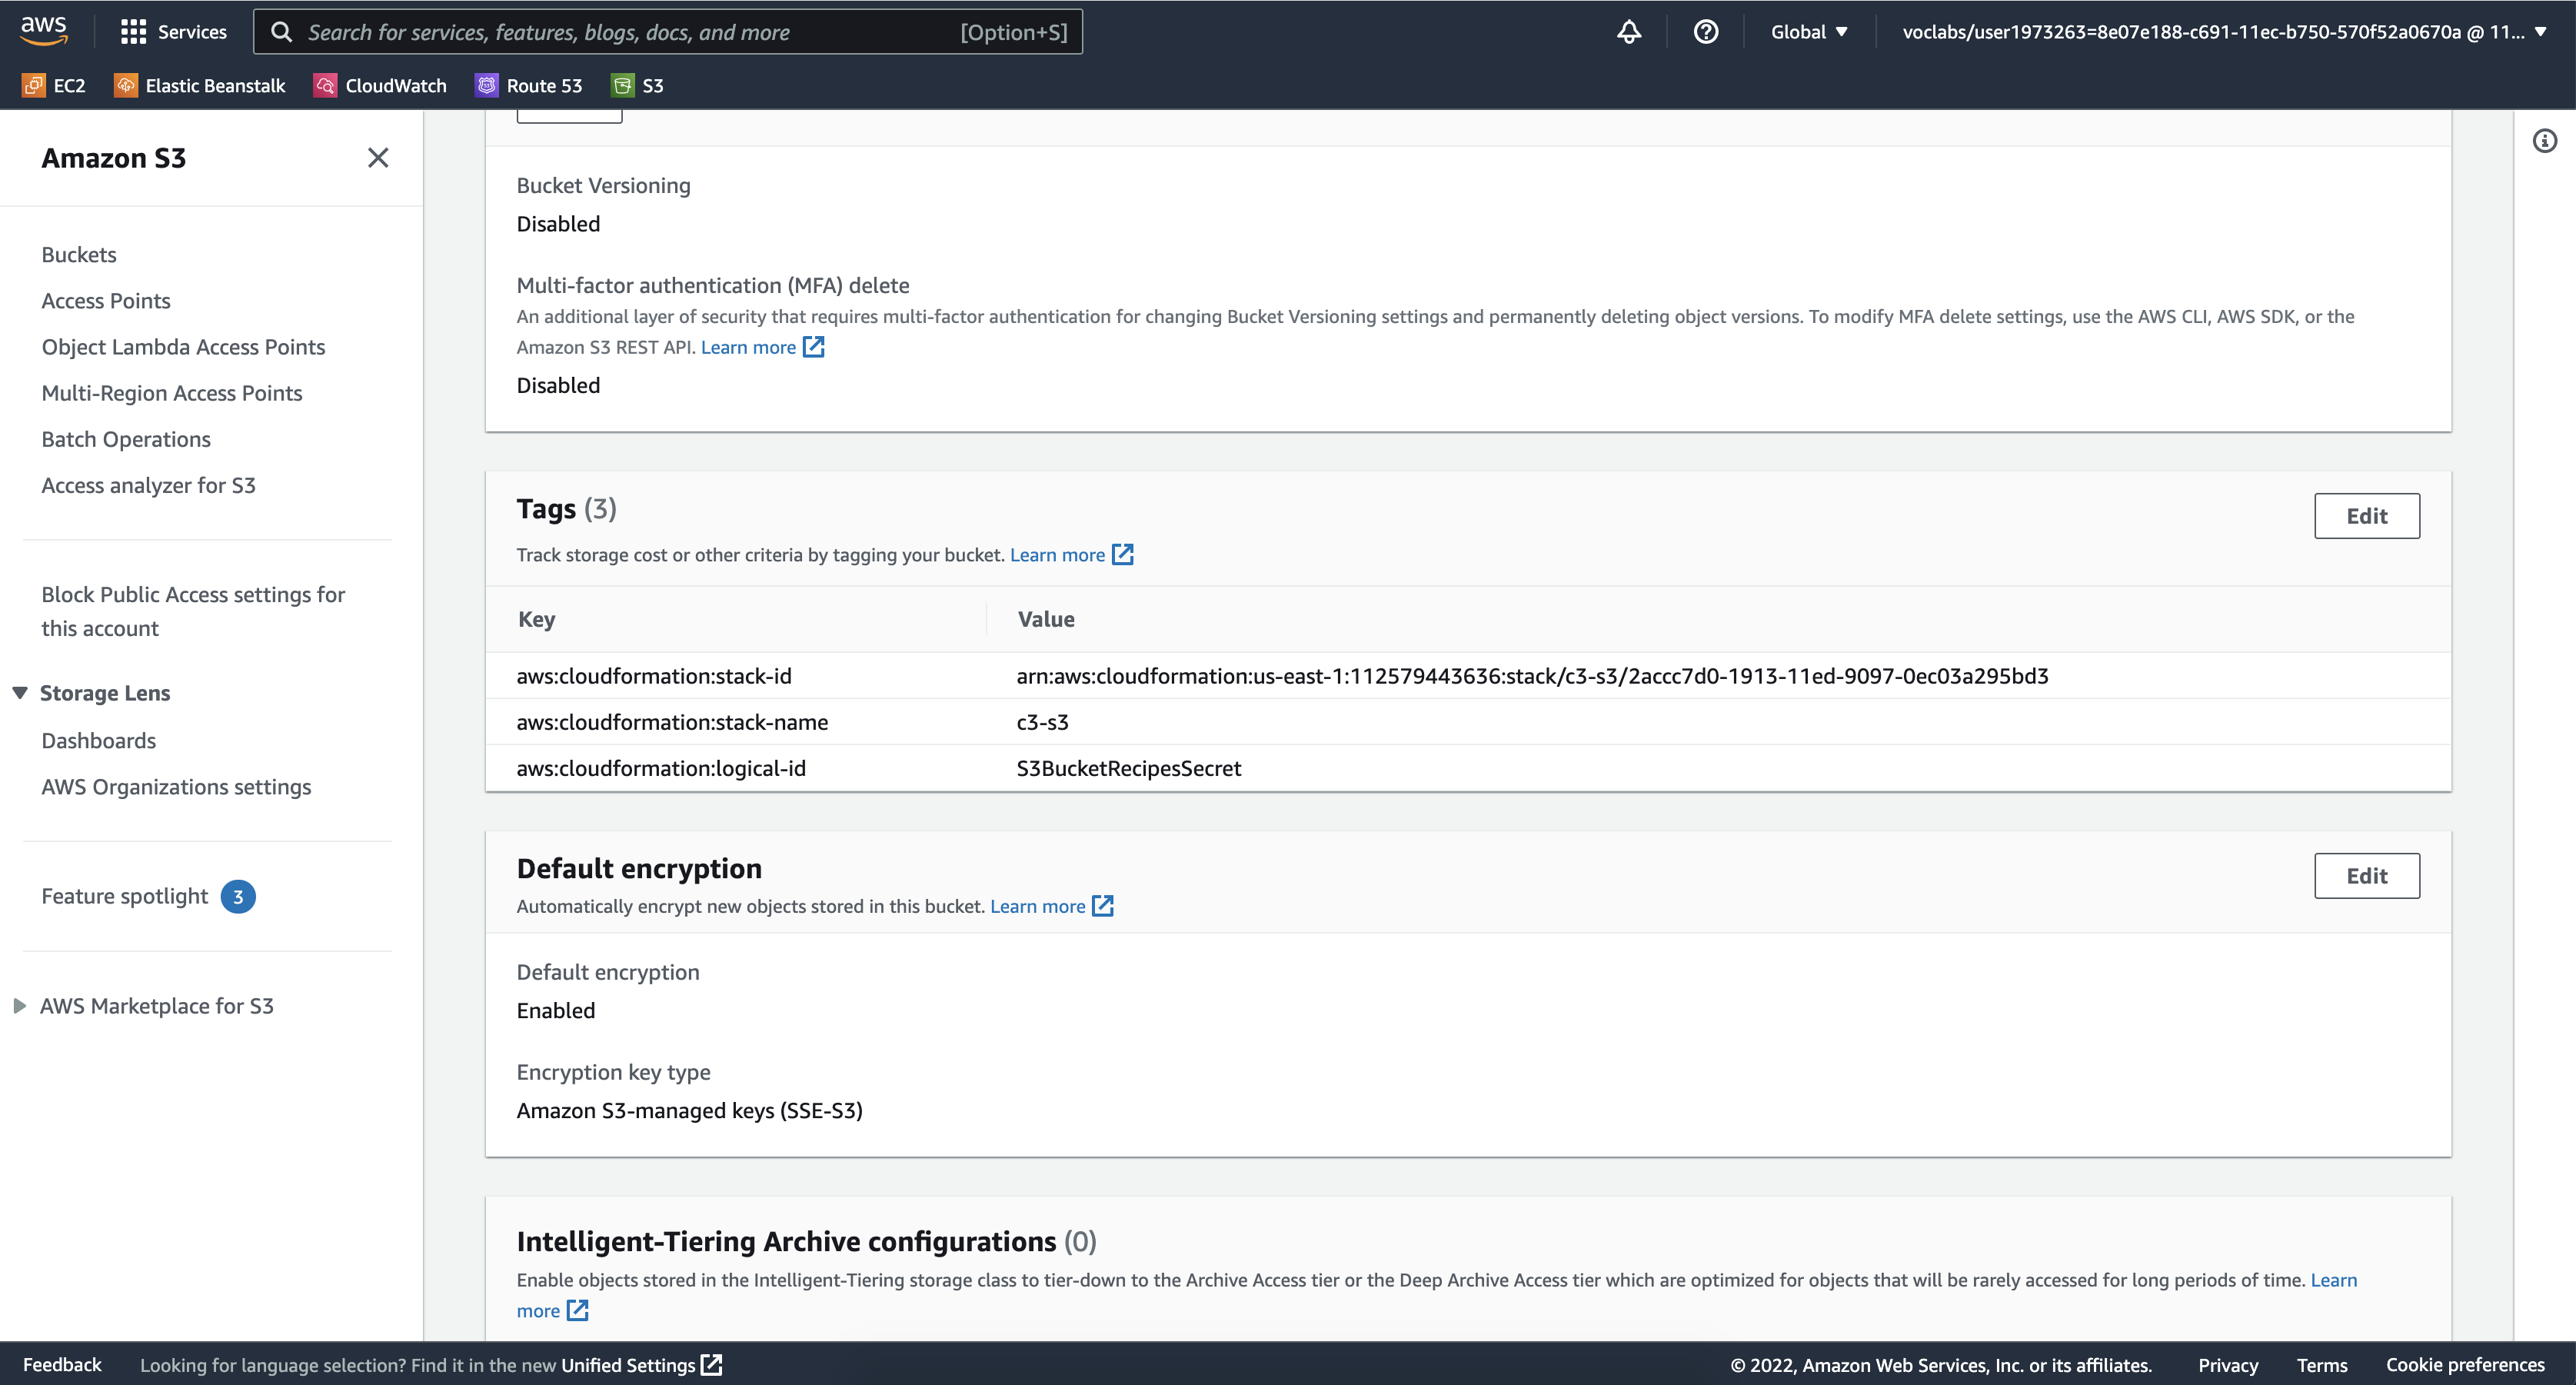 aws
Services
Search for services, features, blogs, docs, and more
[Option+S]
Global
voclabs/user1973263=8e07e188-c691-11ec-b750-570f52a0670a @ 11...
EC2
Elastic Beanstalk
CloudWatch
Route 53
S3
Amazon S3
Buckets
Access Points
Object Lambda Access Points
Multi-Region Access Points
Batch Operations
Access analyzer for S3
Block Public Access settings for
this account
Storage Lens
Dashboards
AWS Organizations settings
Feature spotlight 3
AWS Marketplace for S3
Bucket Versioning
Disabled
Multi-factor authentication (MFA) delete
An additional layer of security that requires multi-factor authentication for changing Bucket Versioning settings and permanently deleting object versions. To modify MFA delete settings, use the AWS CLI, AWS SDK, or the
Amazon S3 REST API. Learn more
Disabled
Tags (3)
Edit
Track storage cost or other criteria by tagging your bucket. Learn more
Key Value
aws:cloudformation:stack-id arn:aws:cloudformation:us-east-1:112579443636:stack/c3-s3/2accc7d0-1913-11ed-9097-0ec03a295bd3
aws:cloudformation:stack-name c3-s3
aws:cloudformation:logical-id S3BucketRecipesSecret
Default encryption
Edit
Automatically encrypt new objects stored in this bucket. Learn more
Default encryption
Enabled
Encryption key type
Amazon S3-managed keys (SSE-S3)
Intelligent-Tiering Archive configurations (0)
Enable objects stored in the Intelligent-Tiering storage class to tier-down to the Archive Access tier or the Deep Archive Access tier which are optimized for objects that will be rarely accessed for long periods of time. Learn
more
Feedback
Looking for language selection? Find it in the new Unified Settings
© 2022, Amazon Web Services, Inc. or its affiliates.
Privacy
Terms
Cookie preferences